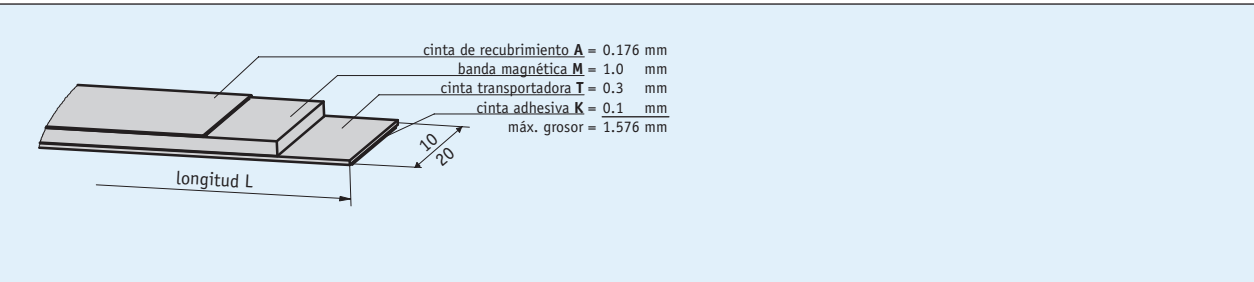 cinta de recubrimiento A = 0.176 mm
banda magnética M = 1.0 mm
cinta transportadora T = 0.3 mm
cinta adhesiva K = 0.1 mm
máx. grosor = 1.576 mm
10
20
longitud L